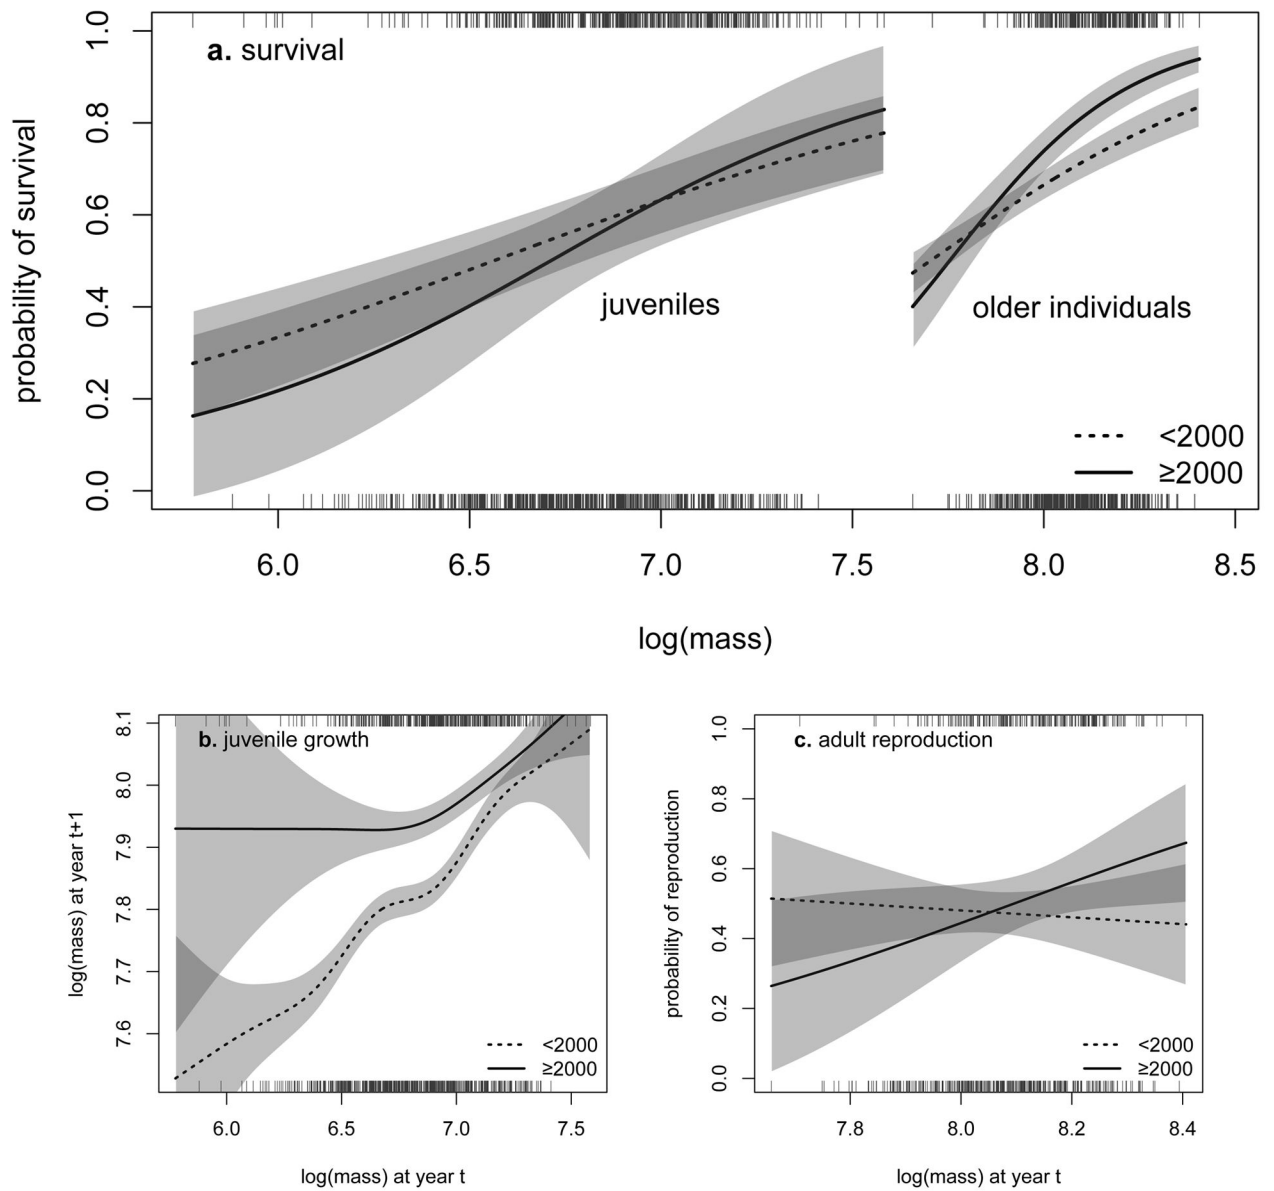 a. survival
probability of survival
1.0
0.8
0.6
0.4
0.2
0.0
juveniles
older individuals
<2000
≥2000
6.0 6.5 7.0 7.5 8.0 8.5
log(mass)
b. juvenile growth
log(mass) at year t+1
8.1
8.0
7.9
7.8
7.7
7.6
<2000
≥2000
6.0 6.5 7.0 7.5
log(mass) at year t
c. adult reproduction
probability of reproduction
1.0
0.8
0.6
0.4
0.2
0.0
<2000
≥2000
7.8 8.0 8.2 8.4
log(mass) at year t